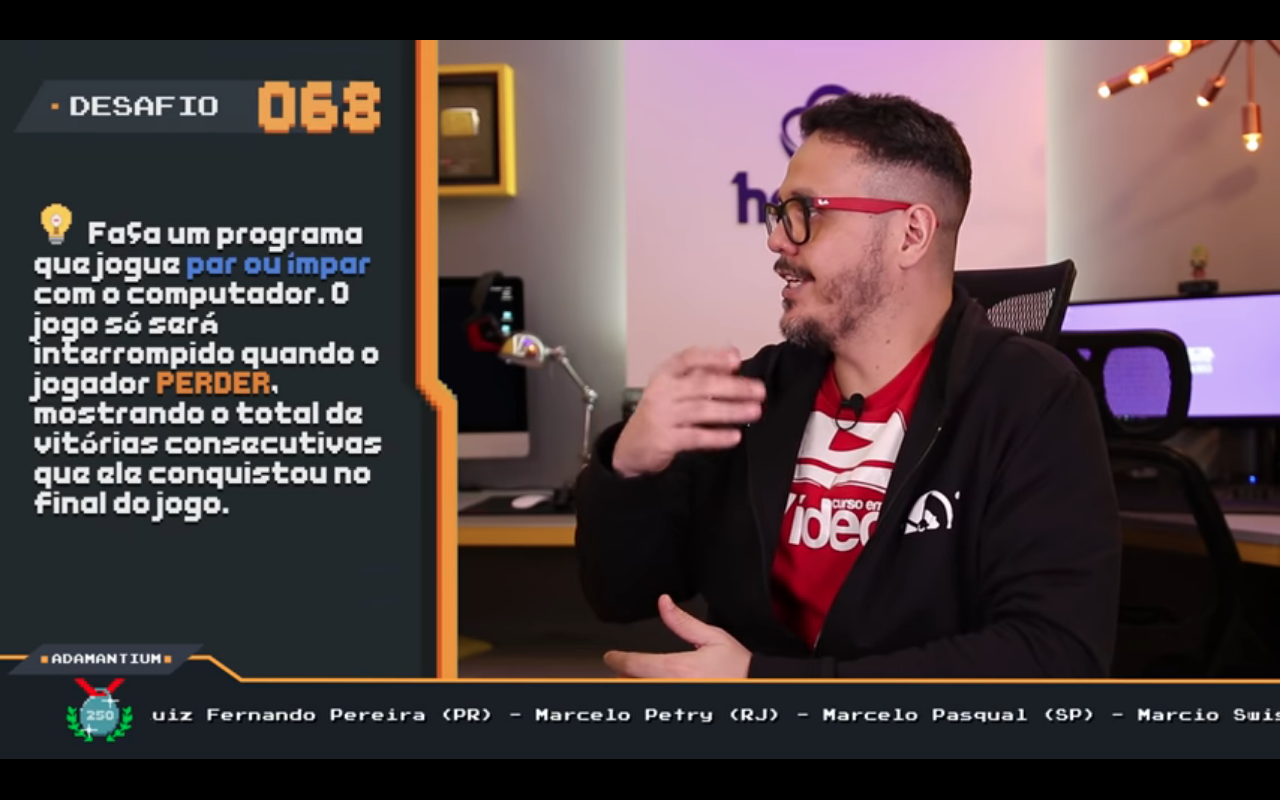 DESAFIO 068
Faça um programa
que jogue par ou ímpar
com o computador. O
jogo só será
interrompido quando o
jogador PERDER,
mostrando o total de
vitórias consecutivas
que ele conquistou no
final do jogo.
curso em
ADAMANTIUM
250
uiz Fernando Pereira (PR) - Marcelo Petry (RJ) - Marcelo Pasqual (SP) - Marcio